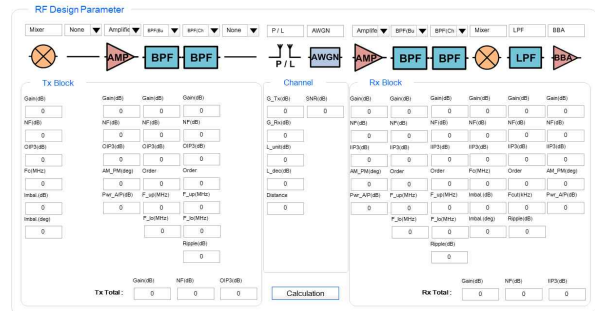 RF Design Parameter
Mixer None Amplifie BPF(Bu BPF(Ch None P / L AWGN Amplife BPF(Bu BPF(Ch Mixer LPF BBA
AMP BPF BPF P / L AWGN AMP BPF BPF LPF BBA
Tx Block Channel Rx Block
Gain(dB) Gain(dB) Gain(dB) Gain(dB) G_Tx(dB) SNR(dB) Gain(dB) Gain(dB) Gain(dB) Gain(dB) Gain(dB) Gain(dB)
0 0 0 0 0 0 0 0 0 0 0 0
NF(dB) NF(dB) NF(dB) NF(dB) G_Rx(dB) NF(dB) NF(dB) NF(dB) NF(dB) NF(dB) NF(dB)
0 0 0 0 0 0 0 0 0 0 0
OIP3(dB) OIP3(dB) OIP3(dB) OIP3(dB) L_unit(dB) IIP3(dB) IIP3(dB) IIP3(dB) IIP3(dB) IIP3(dB) IIP3(dB)
0 0 0 0 0 0 0 0 0 0 0
Fo(MHz) AM_PM(deg) Order Order L_dec(dB) AM_PM(deg) Order Order Fo(MHz) Order AM_PM(deg)
0 0 0 0 0 0 0 0 0 0 0
Imbal.(dB) Pwr_A/P(dB) F_up(MHz) F_up(MHz) Distance Pwr_A/P(dB) F_up(MHz) F_up(MHz) Imbal.(dB) Fcut(MHz) Pwr_A/P(dB)
0 0 0 0 0 0 0 0 0 0 0
Imbal.(deg) F_lo(MHz) F_lo(MHz) F_lo(MHz) F_lo(MHz) Imbal.(deg) Ripple(dB)
0 0 0 0 0 0 0
Ripple(dB) Ripple(dB)
0 0
Gain(dB) NF(dB) OIP3(dB) Gain(dB) NF(dB) IIP3(dB)
Tx Total : 0 0 0 Calculation Rx Total : 0 0 0